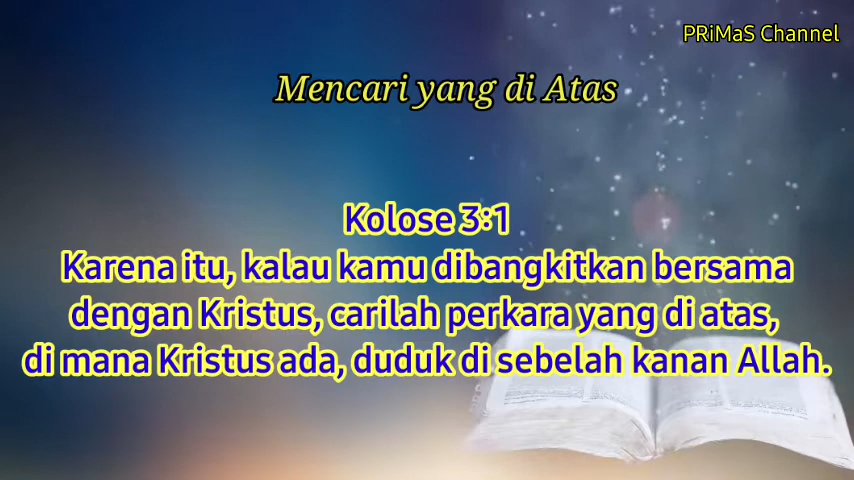 PRiMaS Channel
Mencari yang di Atas
Kolose 3:1
Karena itu, kalau kamu dibangkitkan bersama
dengan Kristus, carilah perkara yang di atas,
di mana Kristus ada, duduk di sebelah kanan Allah.